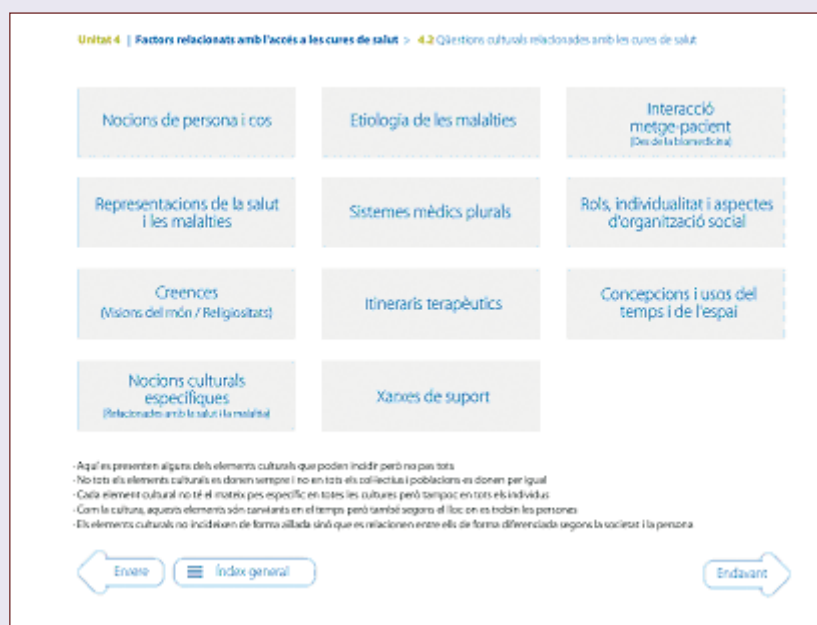 Unitat 4 | Factors relacionats amb l'accés a les cures de salut > 4.2 Qüestions culturals relacionades amb les cures de salut
Nocions de persona i cos
Etiologia de les malalties
Interacció
metge-pacient
(Des de la biomedicina)
Representacions de la salut
i les malalties
Sistemes mèdics plurals
Rols, individualitat i aspectes
d'organització social
Creences
(Visions del món / Religiositats)
Itineraris terapèutics
Concepcions i usos del
temps i de l'espai
Nocions culturals
específiques
(Relacionades amb la salut i la malaltia)
Xarxes de suport
- Aquí es presenten alguns dels elements culturals que poden incidir però no pas tots
- No tots els elements culturals es donen sempre i no en tots els col·lectius i poblacions es donen per igual
- Cada element cultural no té el mateix pes específic en totes les cultures però tampoc en tots els individus
- Com la cultura, aquests elements són canviants en el temps però també segons el lloc on es trobin les persones
- Els elements culturals no incideixen de forma aïllada sinó que es relacionen entre ells de forma diferenciada segons la societat i la persona
Enrere
Índex general
Endavant